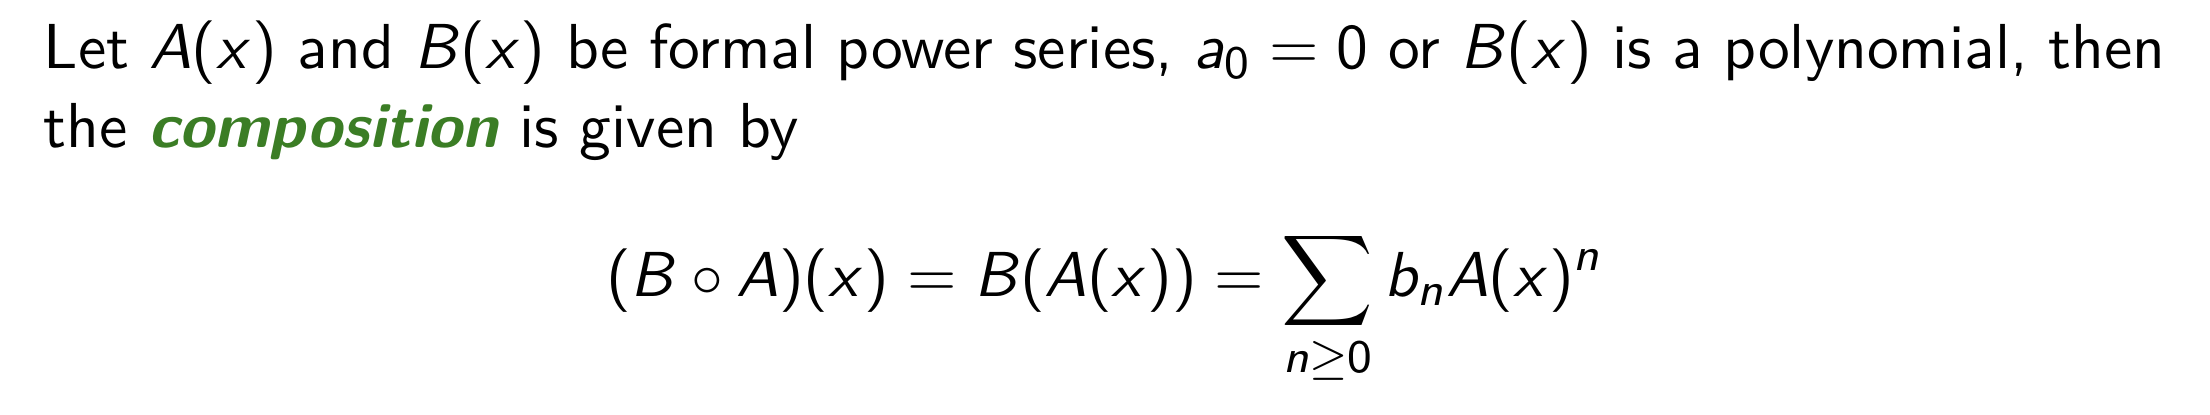 Let A(x) and B(x) be formal power series, a₀ = 0 or B(x) is a polynomial, then
the composition is given by
(B ∘ A)(x) = B(A(x)) = ∑_{n≥0} bₙA(x)ⁿ